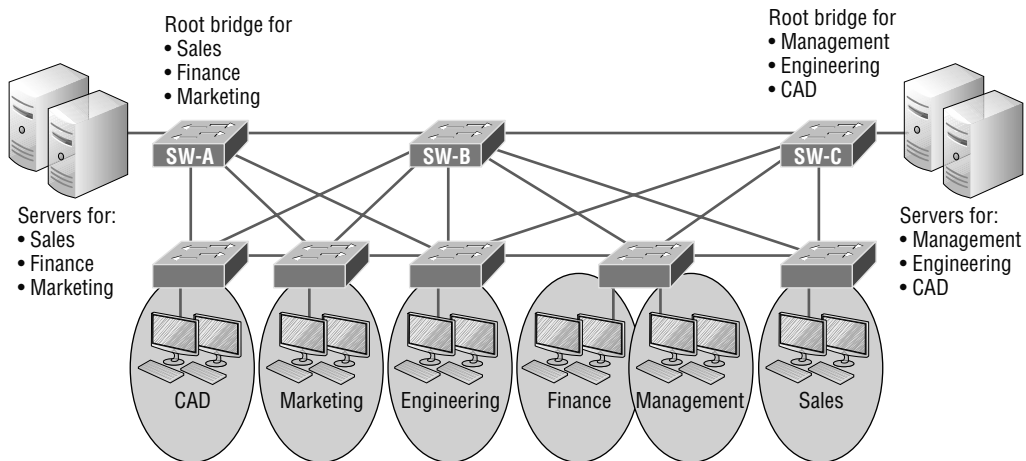 Root bridge for
• Sales
• Finance
• Marketing
Root bridge for
• Management
• Engineering
• CAD
SW-A
SW-B
SW-C
Servers for:
• Sales
• Finance
• Marketing
Servers for:
• Management
• Engineering
• CAD
CAD
Marketing
Engineering
Finance
Management
Sales